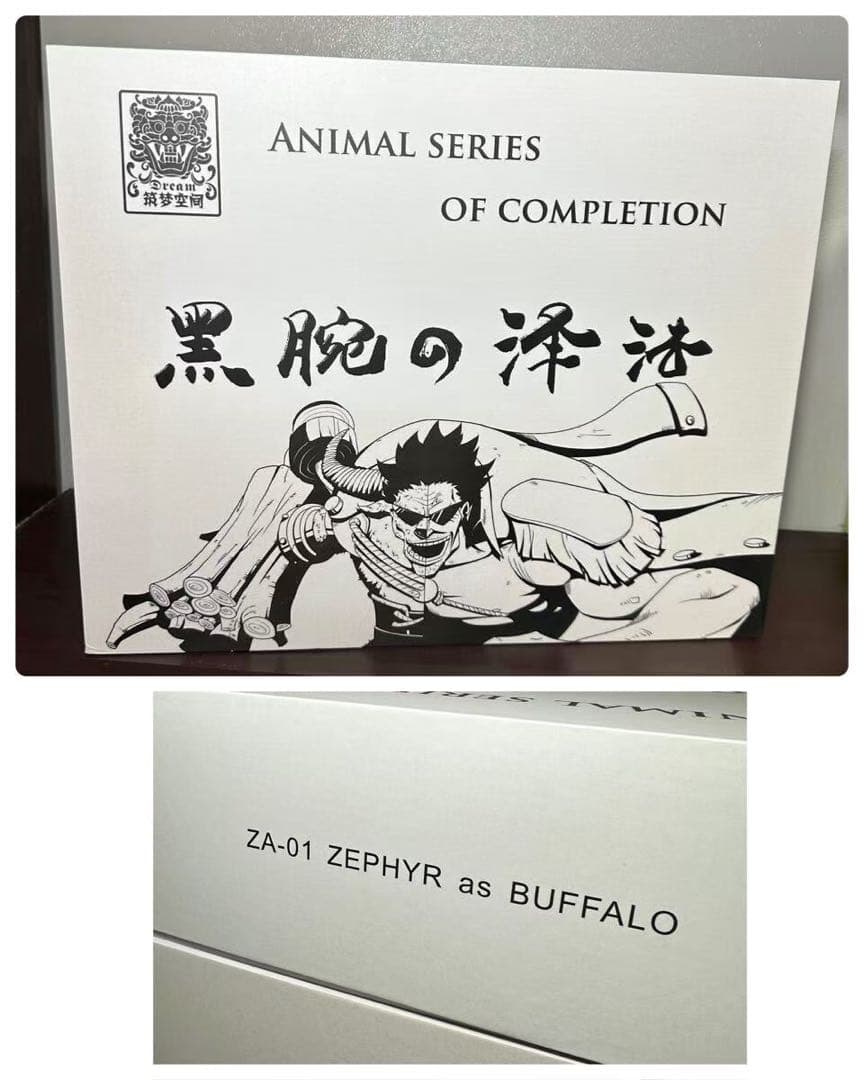 Dream
筑梦空间
ANIMAL SERIES
OF COMPLETION
黑腕の泽法
ZA-01 ZEPHYR as BUFFALO